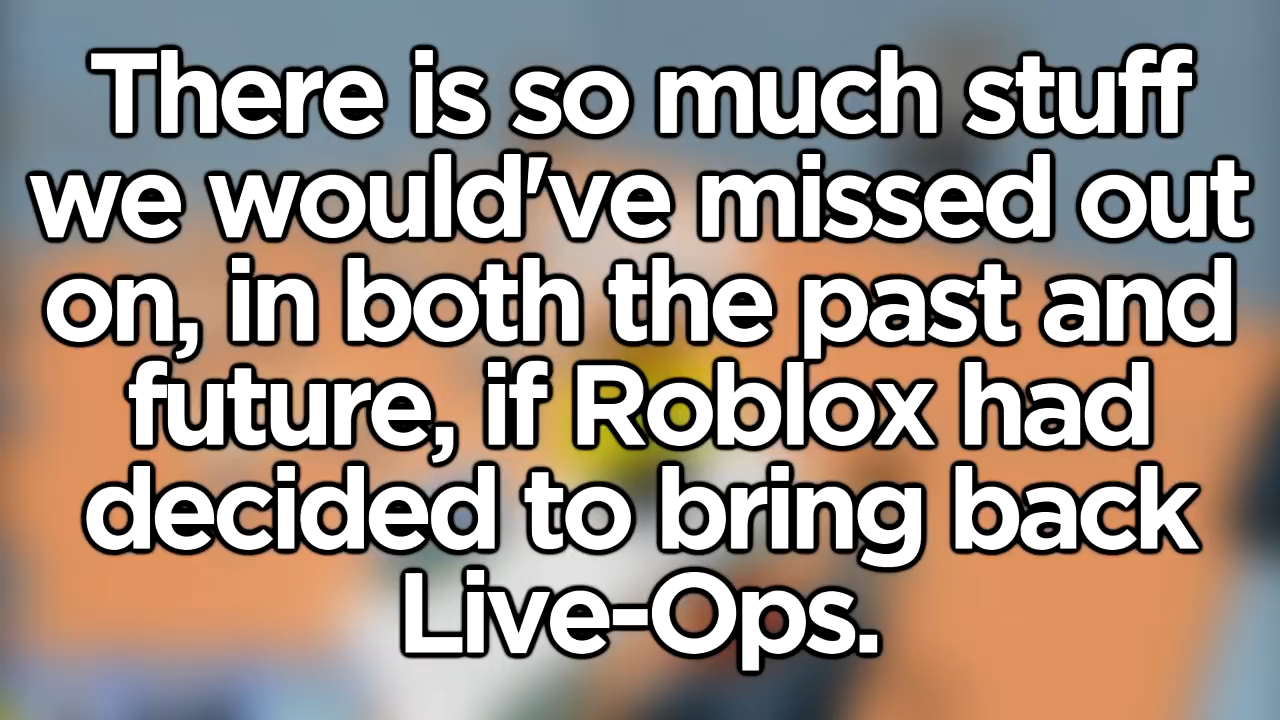 There is so much stuff
we would've missed out
on, in both the past and
future, if Roblox had
decided to bring back
Live-Ops.